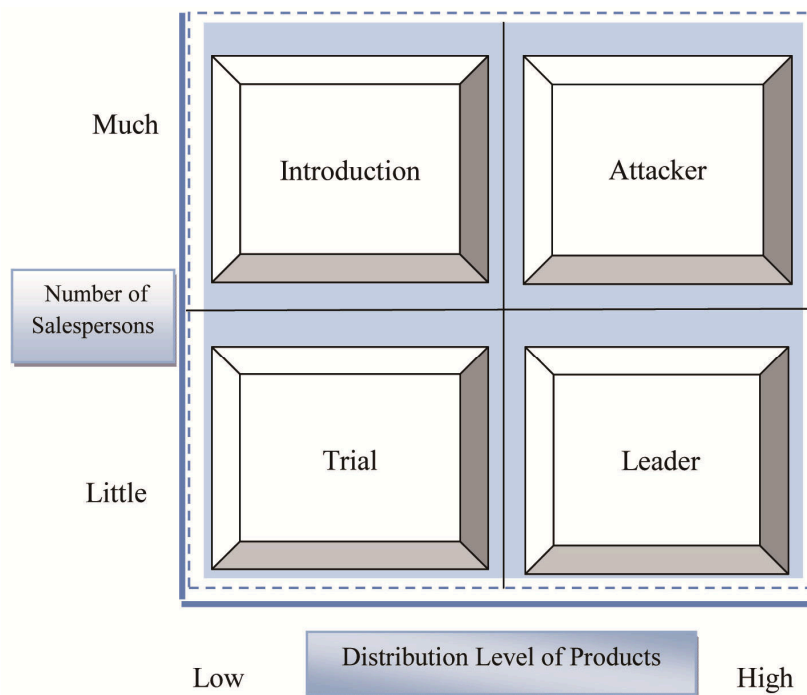 Much
Introduction
Attacker
Number of
Salespersons
Trial
Leader
Little
Distribution Level of Products
Low
High